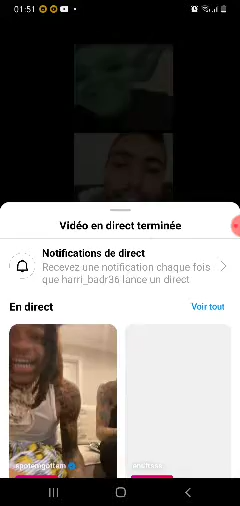 01:51
Vidéo en direct terminée
Notifications de direct
Recevez une notification chaque fois
que harri_badr36 lance un direct
En direct
Voir tout
spotemgottem